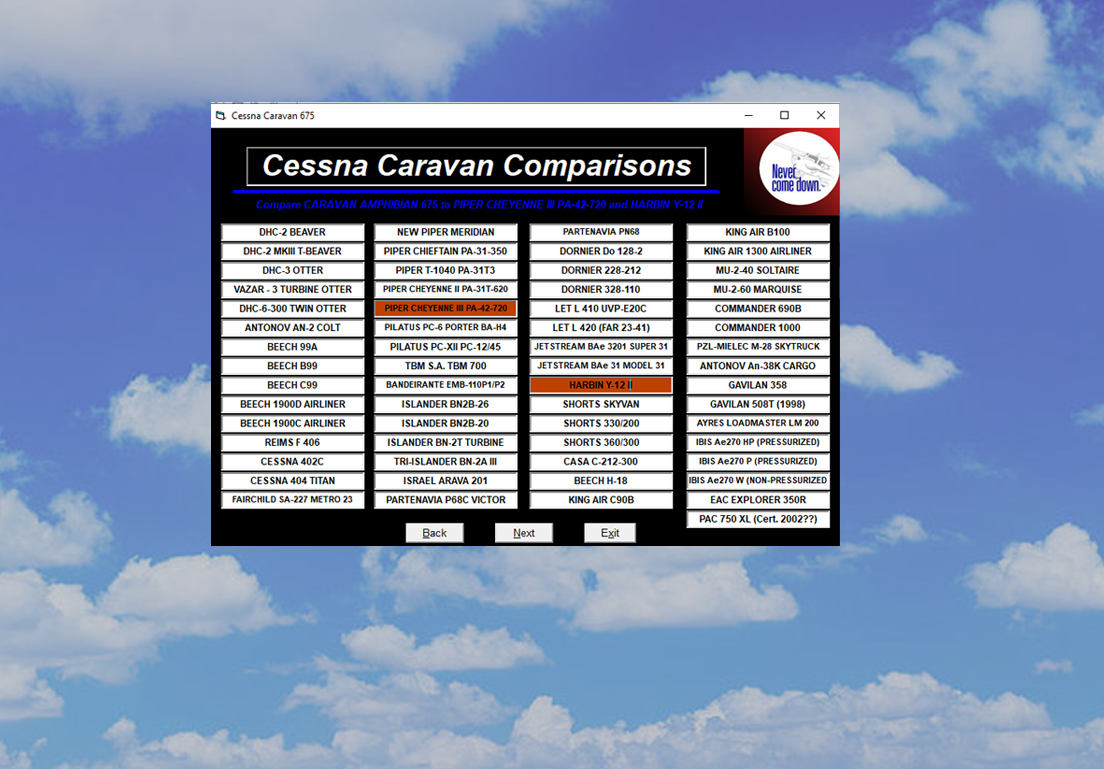 Cessna Caravan 675
Cessna Caravan Comparisons
Never
come down.
Compare CARAVAN AMPHIBIAN 675 to PIPER CHEYENNE III PA-42-720 and HARBIN Y-12 II
DHC-2 BEAVER
DHC-2 MKIII T-BEAVER
DHC-3 OTTER
VAZAR - 3 TURBINE OTTER
DHC-6-300 TWIN OTTER
ANTONOV AN-2 COLT
BEECH 99A
BEECH B99
BEECH C99
BEECH 1900D AIRLINER
BEECH 1900C AIRLINER
REIMS F 406
CESSNA 402C
CESSNA 404 TITAN
FAIRCHILD SA-227 METRO 23
NEW PIPER MERIDIAN
PIPER CHIEFTAIN PA-31-350
PIPER T-1040 PA-31T3
PIPER CHEYENNE II PA-31T-620
PIPER CHEYENNE III PA-42-720
PILATUS PC-6 PORTER BA-H4
PILATUS PC-XII PC-12/45
TBM S.A. TBM 700
BANDEIRANTE EMB-110P1/P2
ISLANDER BN2B-26
ISLANDER BN2B-20
ISLANDER BN-2T TURBINE
TRI-ISLANDER BN-2A III
ISRAEL ARAVA 201
PARTENAVIA P68C VICTOR
PARTENAVIA PN68
DORNIER Do 128-2
DORNIER 228-212
DORNIER 328-110
LET L 410 UVP-E20C
LET L 420 (FAR 23-41)
JETSTREAM BAe 3201 SUPER 31
JETSTREAM BAe 31 MODEL 31
HARBIN Y-12 II
SHORTS SKYVAN
SHORTS 330/200
SHORTS 360/300
CASA C-212-300
BEECH H-18
KING AIR C90B
KING AIR B100
KING AIR 1300 AIRLINER
MU-2-40 SOLTAIRE
MU-2-60 MARQUISE
COMMANDER 690B
COMMANDER 1000
PZL-MIELEC M-28 SKYTRUCK
ANTONOV Aп-38K CARGO
GAVILAN 358
GAVILAN 508T (1998)
AYRES LOADMASTER LM 200
IBIS Ae270 HP (PRESSURIZED)
IBIS Ae270 P (PRESSURIZED)
IBIS Ae270 W (NON-PRESSURIZED
EAC EXPLORER 350R
PAC 750 XL (Cert. 2002??)
Back
Next
Exit